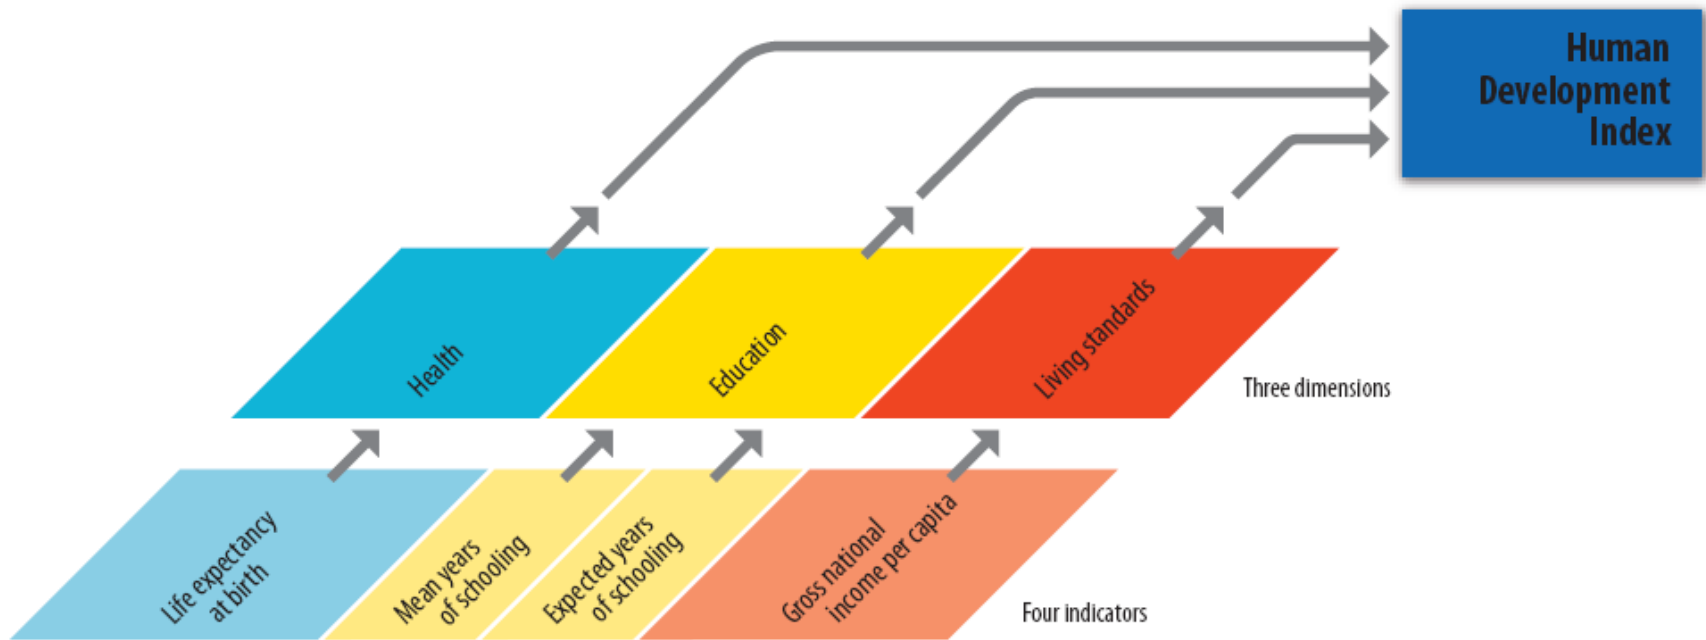 Human
Development
Index
Health
Education
Living standards
Three dimensions
Life expectancy
at birth
Mean years
of schooling
Expected years
of schooling
Gross national
income per capita
Four indicators